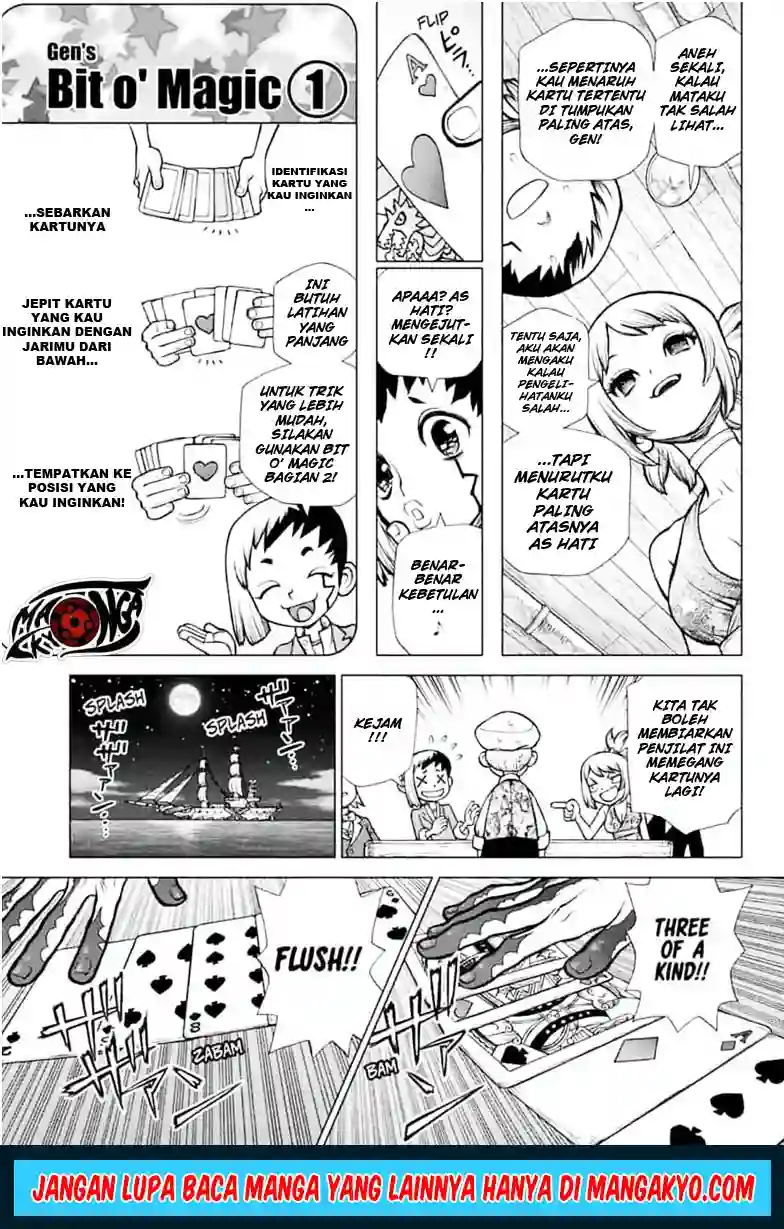 ANEH
SEKALI,
KALAU
MATAKU
TAK SALAH
LIHAT...
...SEPERTINYA
KAU MENARUH
KARTU TERTENTU
DI TUMPUKAN
PALING ATAS,
GEN!
TENTU SAJA,
AKU AKAN
MENGAKU
KALAU
PENGELI-
HATANKU
SALAH...
...TAPI
MENURUTKU
KARTU
PALING
ATASNYA
AS HATI
FLIP
ピラ
A
APAAA? AS
HATI?
MENGEJUT-
KAN SEKALI
!!
BENAR-
BENAR
KEBETULAN
...
♪
Gen's
Bit o' Magic ①
IDENTIFIKASI
KARTU YANG
KAU INGINKAN
...
...SEBARKAN
KARTUNYA
JEPIT KARTU
YANG KAU
INGINKAN DENGAN
JARIMU DARI
BAWAH...
INI
BUTUH
LATIHAN
YANG
PANJANG
UNTUK TRIK
YANG LEBIH
MUDAH,
SILAKAN
GUNAKAN BIT
O' MAGIC
BAGIAN 2!
...TEMPATKAN KE
POSISI YANG
KAU INGINKAN!
MANGAKYO
KITA TAK
BOLEH
MEMBIARKAN
PENJILAT INI
MEMEGANG
KARTUNYA
LAGI!
KEJAM
!!!
SPLASH
SPLASH
THREE
OF A
KIND!!
BAM
A
FLUSH!!
ZABAM
8
2
JANGAN LUPA BACA MANGA YANG LAINNYA HANYA DI MANGAKYO.COM